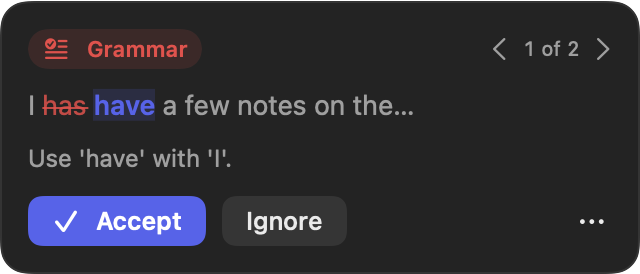 Grammar
1 of 2
I has have a few notes on the...
Use 'have' with 'I'.
Accept
Ignore